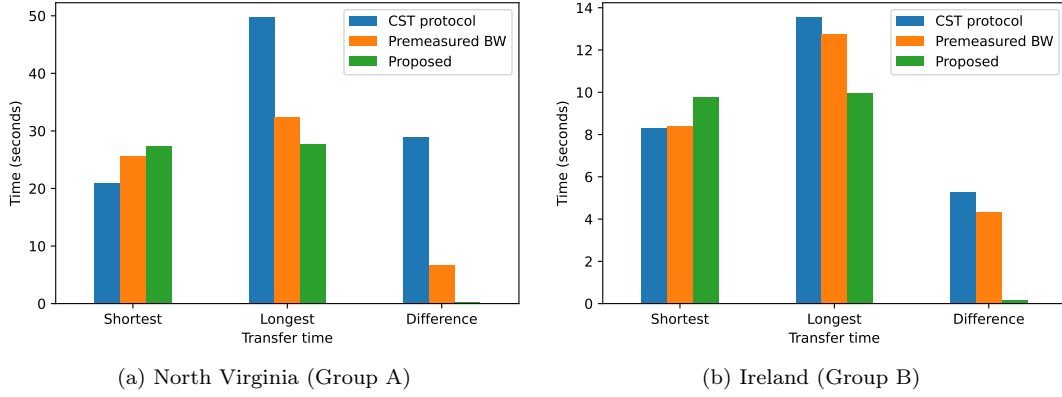 50
40
30
20
10
0
Time (seconds)
CST protocol
Premeasured BW
Proposed
Shortest Longest Difference
Transfer time
(a) North Virginia (Group A)
14
12
10
8
6
4
2
0
Time (seconds)
CST protocol
Premeasured BW
Proposed
Shortest Longest Difference
Transfer time
(b) Ireland (Group B)